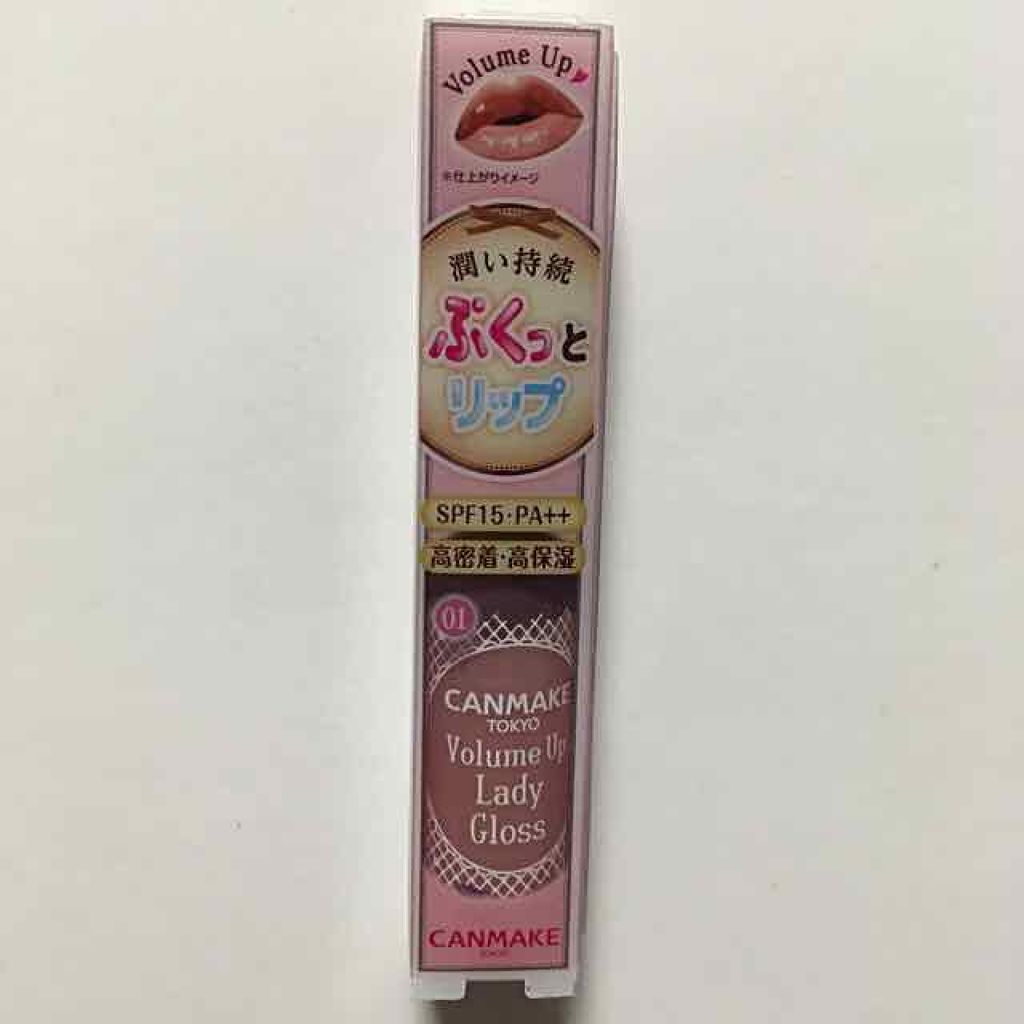 Volume Up
※仕上がりイメージ
潤い持続
ぷくっと
リップ
SPF15・PA++
高密着・高保湿
01
CANMAKE
TOKYO
Volume Up
Lady
Gloss
CANMAKE
TOKYO